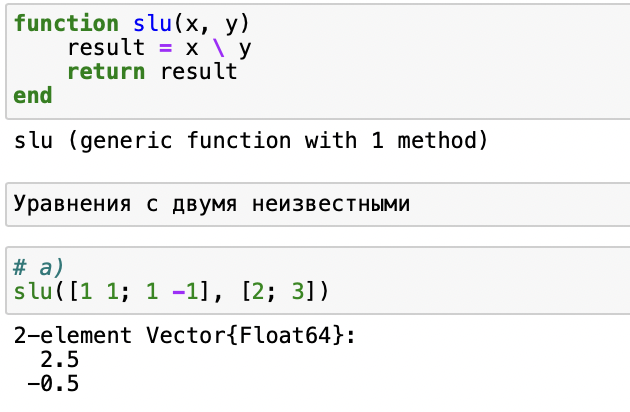 function slu(x, y)
    result = x \ y
    return result
end
slu (generic function with 1 method)
Уравнения с двумя неизвестными
# a)
slu([1 1; 1 −1], [2; 3])
2-element Vector{Float64}:
  2.5
 -0.5